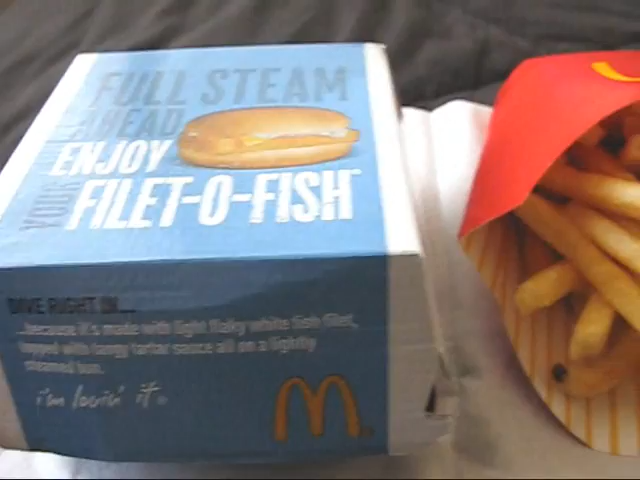 FULL STEAM
AHEAD
ENJOY
YOUR
FILET-O-FISH
DIVE RIGHT IN...
...because it's made with light flaky white fish filet,
topped with tangy tartar sauce all on a lightly
steamed bun.
i'm lovin' it.